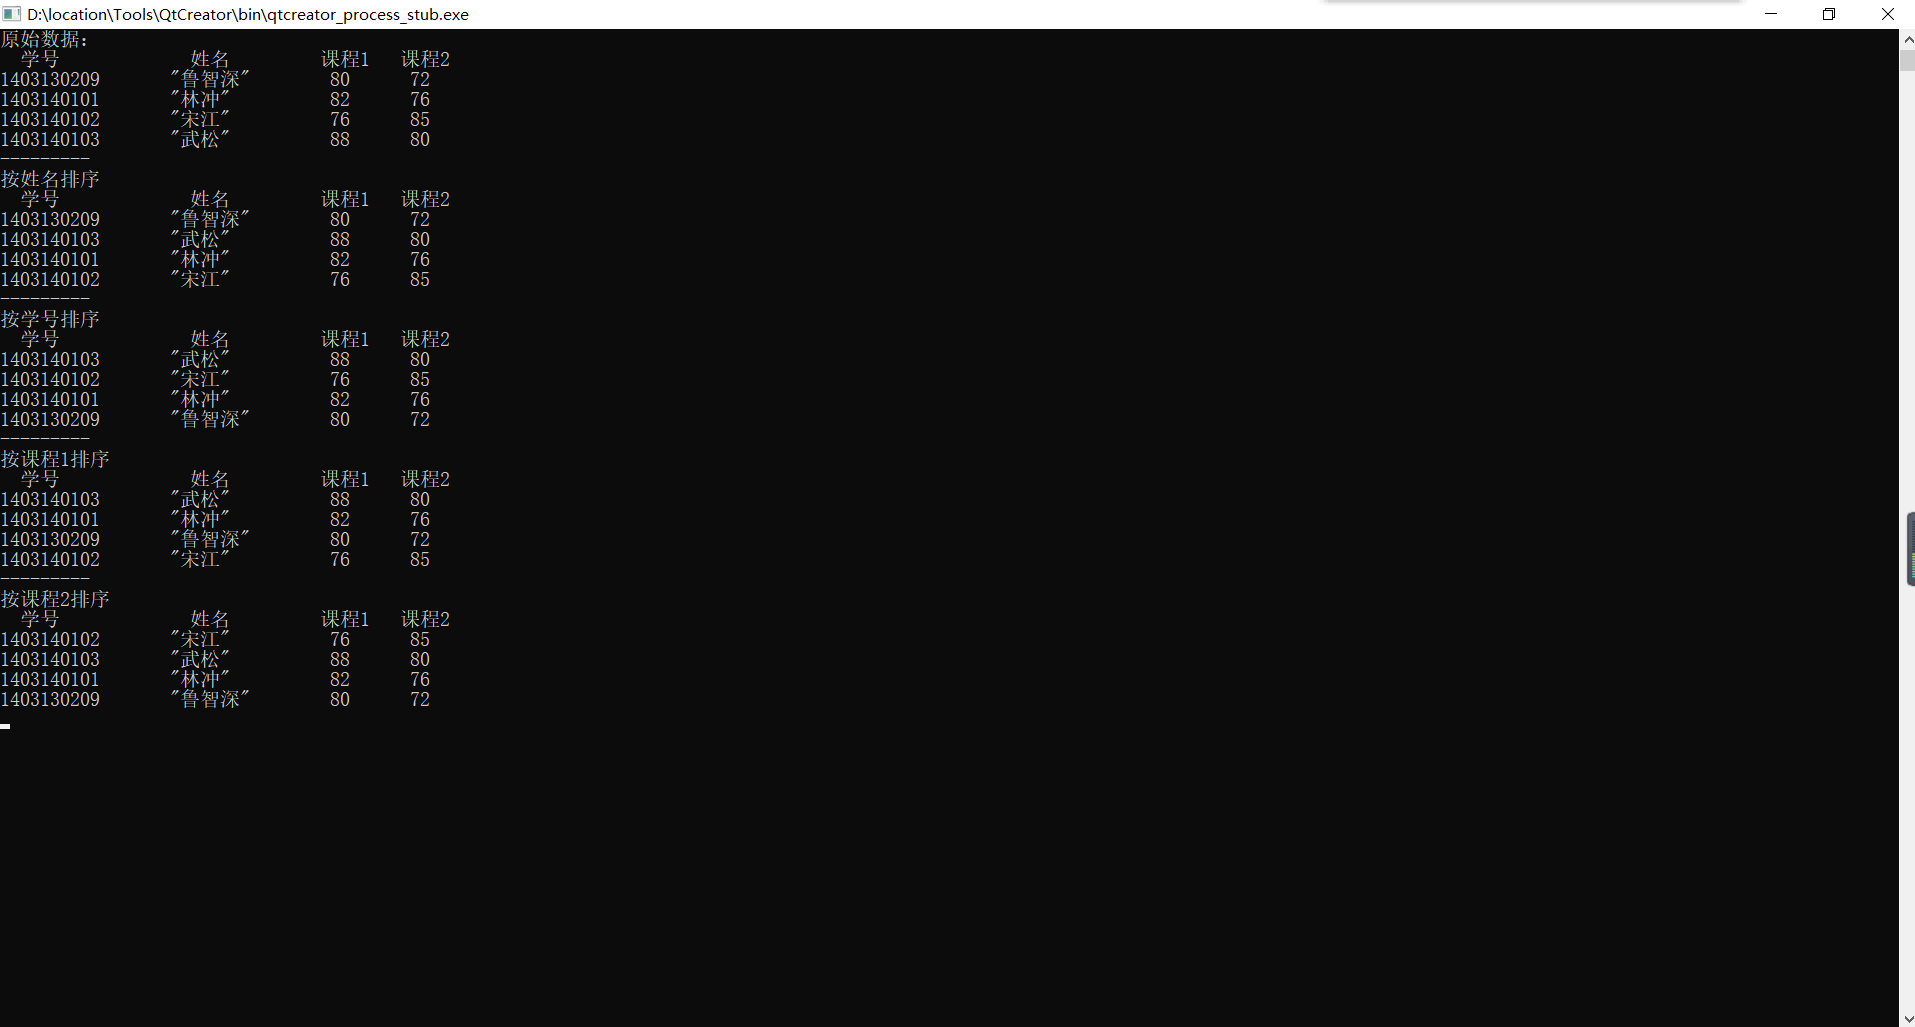 D:\location\Tools\QtCreator\bin\qtcreator_process_stub.exe
原始数据：
学号 姓名 课程1 课程2
1403130209 "鲁智深" 80 72
1403140101 "林冲" 82 76
1403140102 "宋江" 76 85
1403140103 "武松" 88 80
---------
按姓名排序
学号 姓名 课程1 课程2
1403130209 "鲁智深" 80 72
1403140103 "武松" 88 80
1403140101 "林冲" 82 76
1403140102 "宋江" 76 85
---------
按学号排序
学号 姓名 课程1 课程2
1403140103 "武松" 88 80
1403140102 "宋江" 76 85
1403140101 "林冲" 82 76
1403130209 "鲁智深" 80 72
---------
按课程1排序
学号 姓名 课程1 课程2
1403140103 "武松" 88 80
1403140101 "林冲" 82 76
1403130209 "鲁智深" 80 72
1403140102 "宋江" 76 85
---------
按课程2排序
学号 姓名 课程1 课程2
1403140102 "宋江" 76 85
1403140103 "武松" 88 80
1403140101 "林冲" 82 76
1403130209 "鲁智深" 80 72